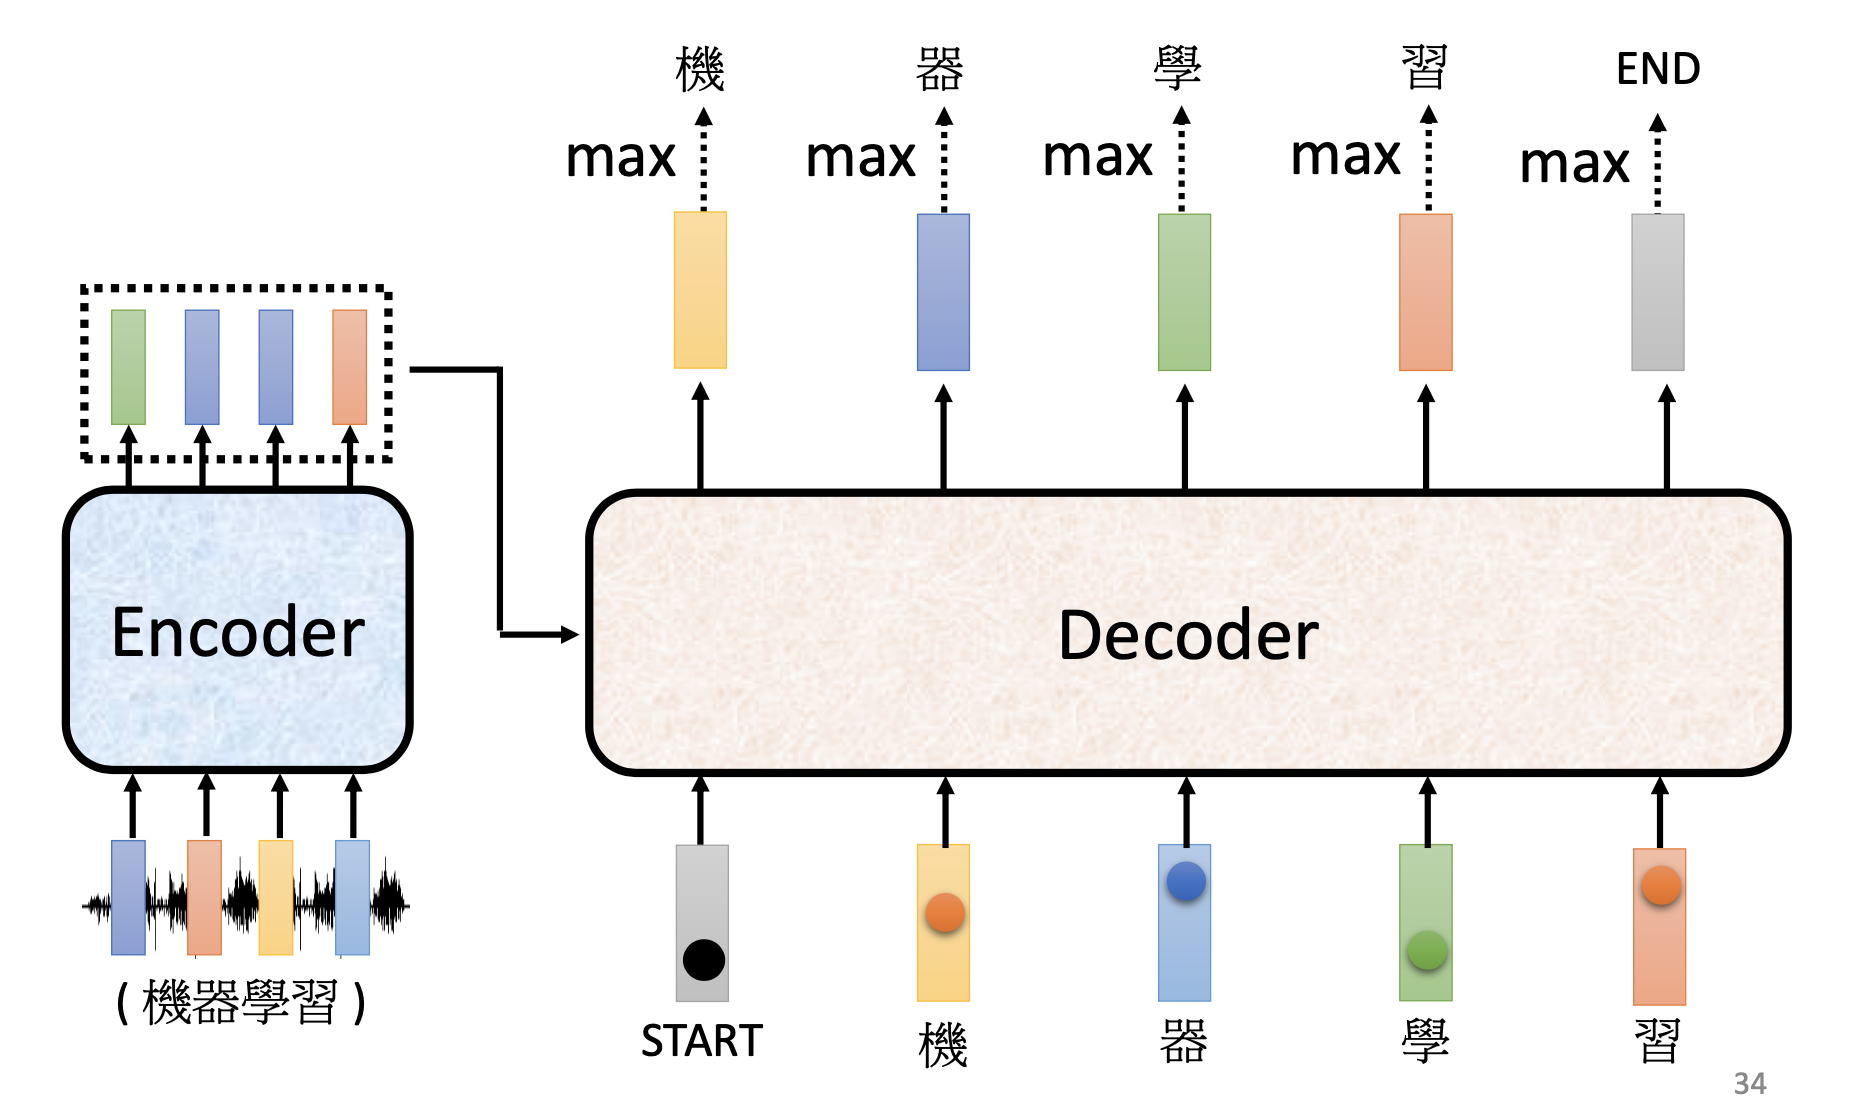 機 器 學 習 END
max max max max max
Encoder
Decoder
( 機器學習 )
START 機 器 學 習
34